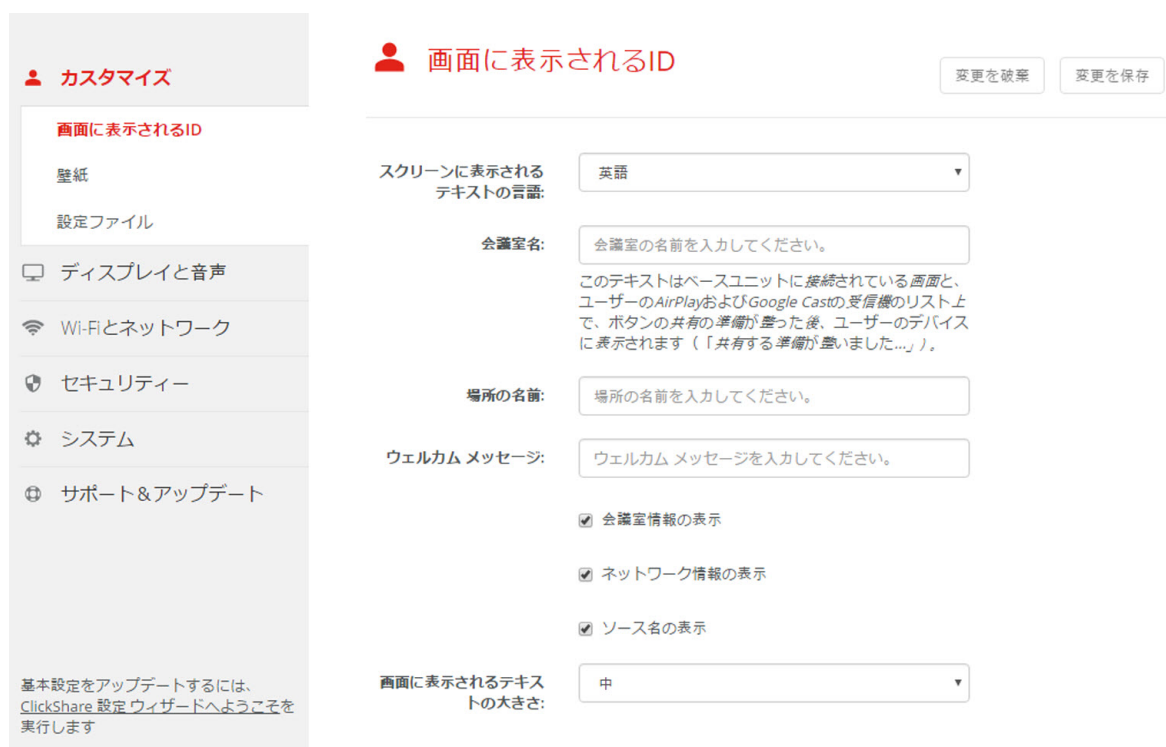 カスタマイズ
画面に表示されるID
壁紙
設定ファイル
ディスプレイと音声
Wi-Fiとネットワーク
セキュリティー
システム
サポート&アップデート
基本設定をアップデートするには、
ClickShare 設定 ウィザードへようこそを
実行します
画面に表示されるID
変更を破棄
変更を保存
スクリーンに表示される
テキストの言語:
英語
会議室名:
会議室の名前を入力してください。
このテキストはベースユニットに接続されている画面と、
ユーザーのAirPlayおよびGoogle Castの受信機のリスト上
で、ボタンの共有の準備が整った後、ユーザーのデバイス
に表示されます(「共有する準備が整いました...」)。
場所の名前:
場所の名前を入力してください。
ウェルカム メッセージ:
ウェルカム メッセージを入力してください。
会議室情報の表示
ネットワーク情報の表示
ソース名の表示
画面に表示されるテキス
トの大きさ:
中